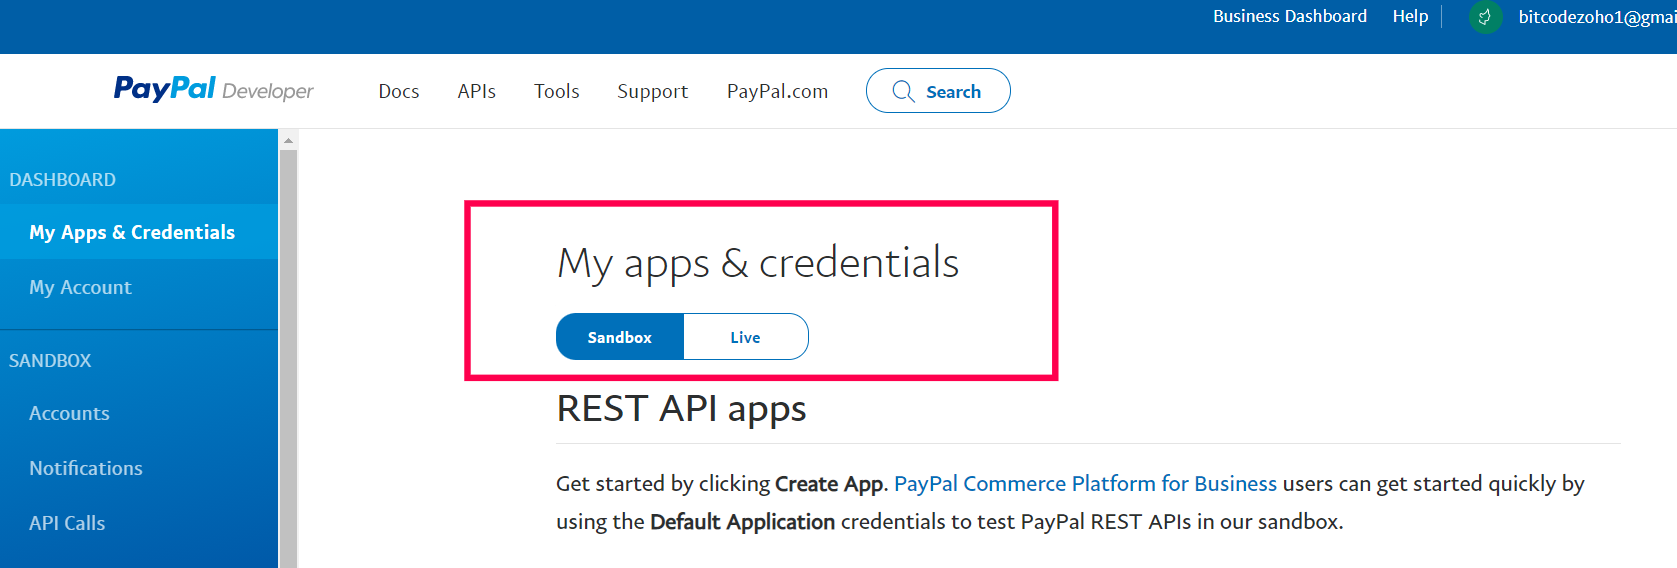 Business Dashboard Help bitcodezoho1@gmai
PayPal Developer Docs APIs Tools Support PayPal.com Search
DASHBOARD
My Apps & Credentials
My Account
SANDBOX
Accounts
Notifications
API Calls
My apps & credentials
Sandbox Live
REST API apps
Get started by clicking Create App. PayPal Commerce Platform for Business users can get started quickly by
using the Default Application credentials to test PayPal REST APIs in our sandbox.